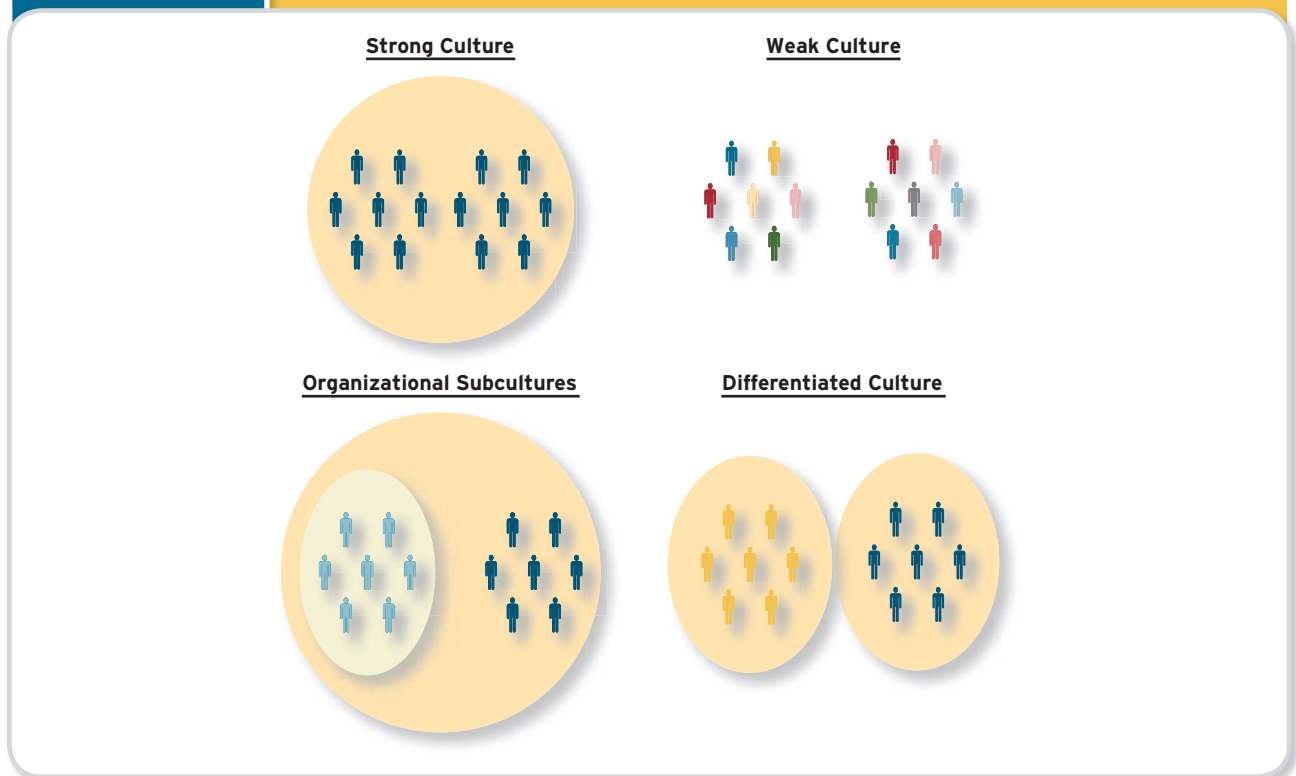 Strong Culture
Weak Culture
Organizational Subcultures
Differentiated Culture